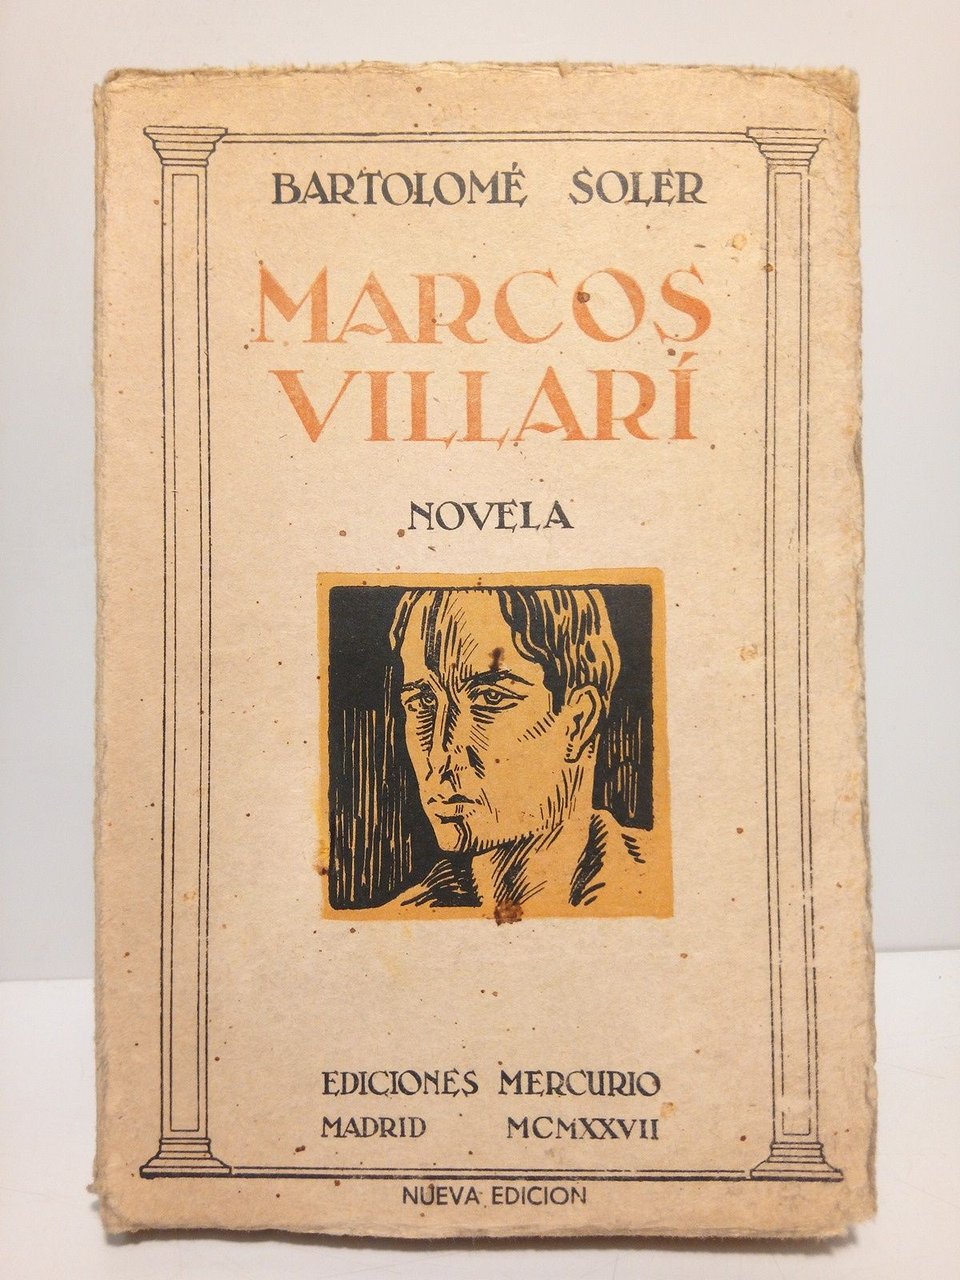 BARTOLOMÉ SOLER
MARCOS
VILLARÍ
NOVELA
EDICIONES MERCURIO
MADRID MCMXXVII
NUEVA EDICION